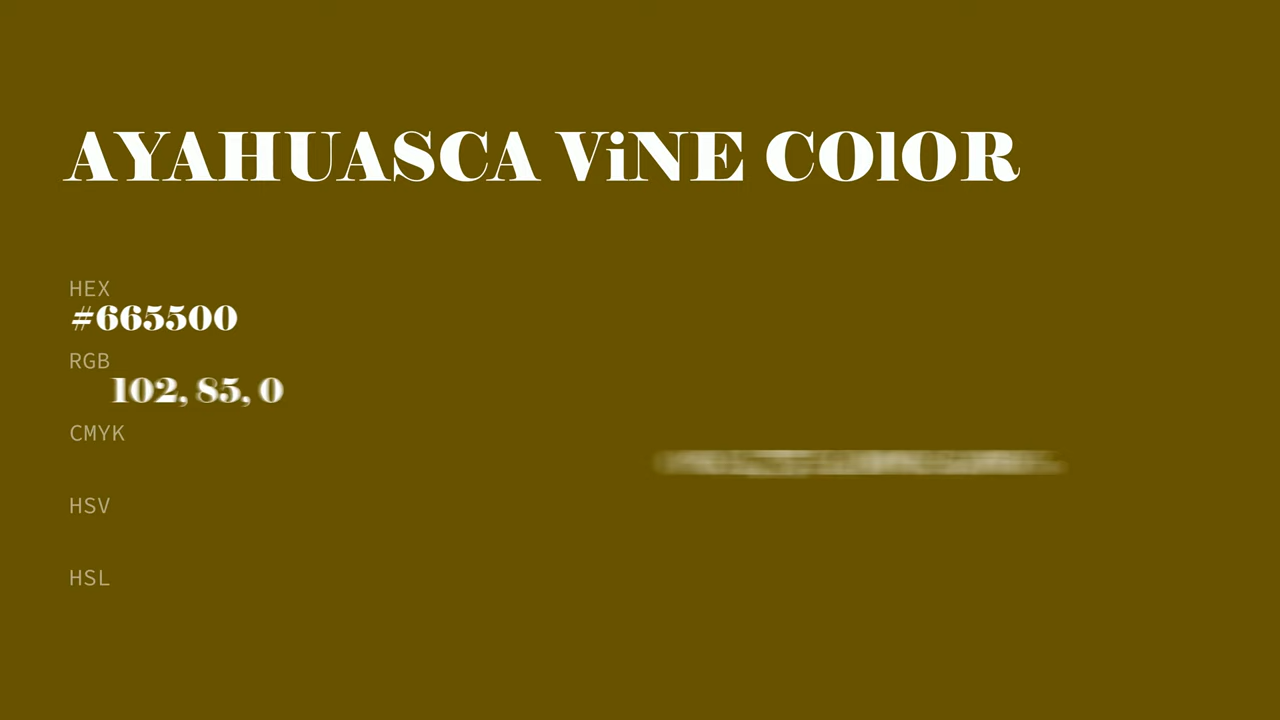 AYAHUASCA ViNE COlOR
HEX
#665500
RGB
102, 85, 0
CMYK
HSV
HSL